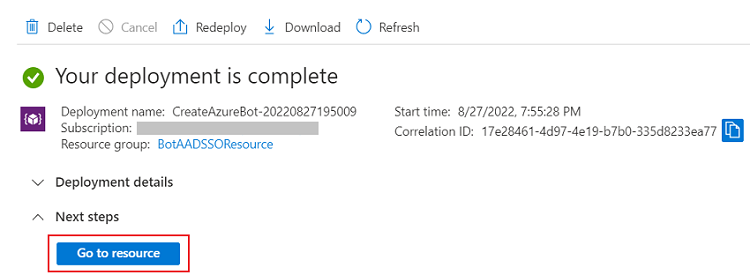 Delete Cancel Redeploy Download Refresh
Your deployment is complete
Deployment name: CreateAzureBot-20220827195009 Start time: 8/27/2022, 7:55:28 PM
Subscription: Correlation ID: 17e28461-4d97-4e19-b7b0-335d8233ea77
Resource group: BotAADSSOResource
Deployment details
Next steps
Go to resource